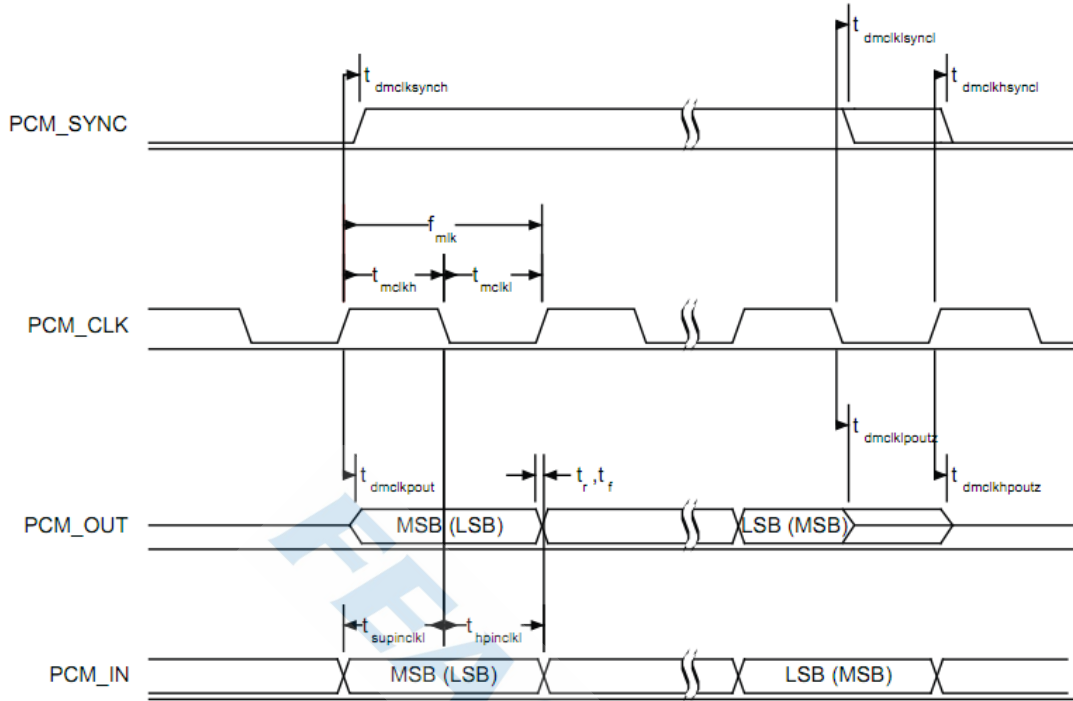 t dmclklsyncl
t dmclksynch
t dmclkhsyncl
PCM_SYNC
f mlk
t mclkh
t mclkl
PCM_CLK
t dmclklpoutz
t dmclkpout
t r ,t f
t dmclkhpoutz
PCM_OUT
MSB (LSB)
LSB (MSB)
t supinclkl
t hpinclkl
PCM_IN
MSB (LSB)
LSB (MSB)
FEA